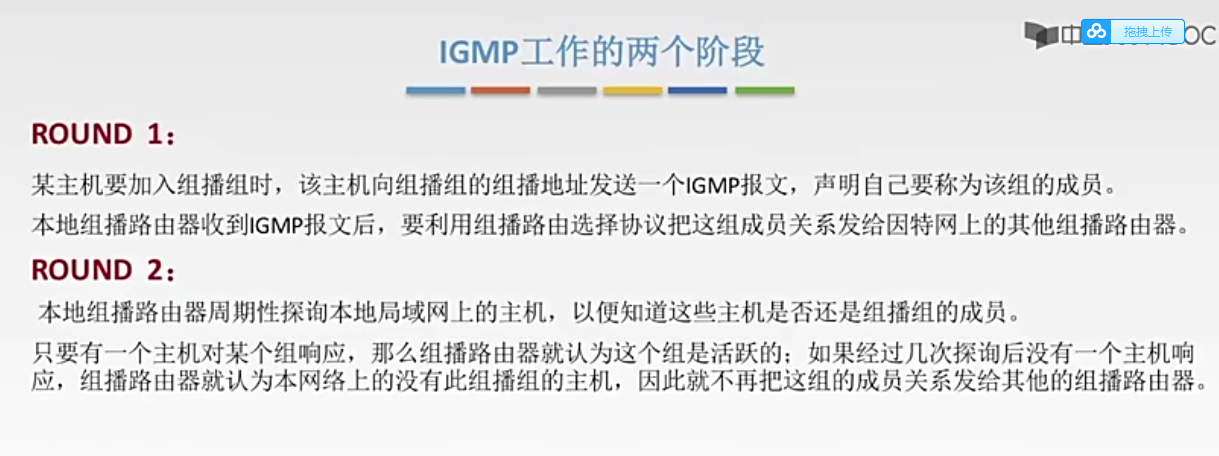 IGMP工作的两个阶段
拖拽上传
ROUND 1：
某主机要加入组播组时，该主机向组播组的组播地址发送一个IGMP报文，声明自己要称为该组的成员。
本地组播路由器收到IGMP报文后，要利用组播路由选择协议把这组成员关系发给因特网上的其他组播路由器。
ROUND 2：
本地组播路由器周期性探询本地局域网上的主机，以便知道这些主机是否还是组播组的成员。
只要有一个主机对某个组响应，那么组播路由器就认为这个组是活跃的；如果经过几次探询后没有一个主机响
应，组播路由器就认为本网络上的没有此组播组的主机，因此就不再把这组的成员关系发给其他的组播路由器。